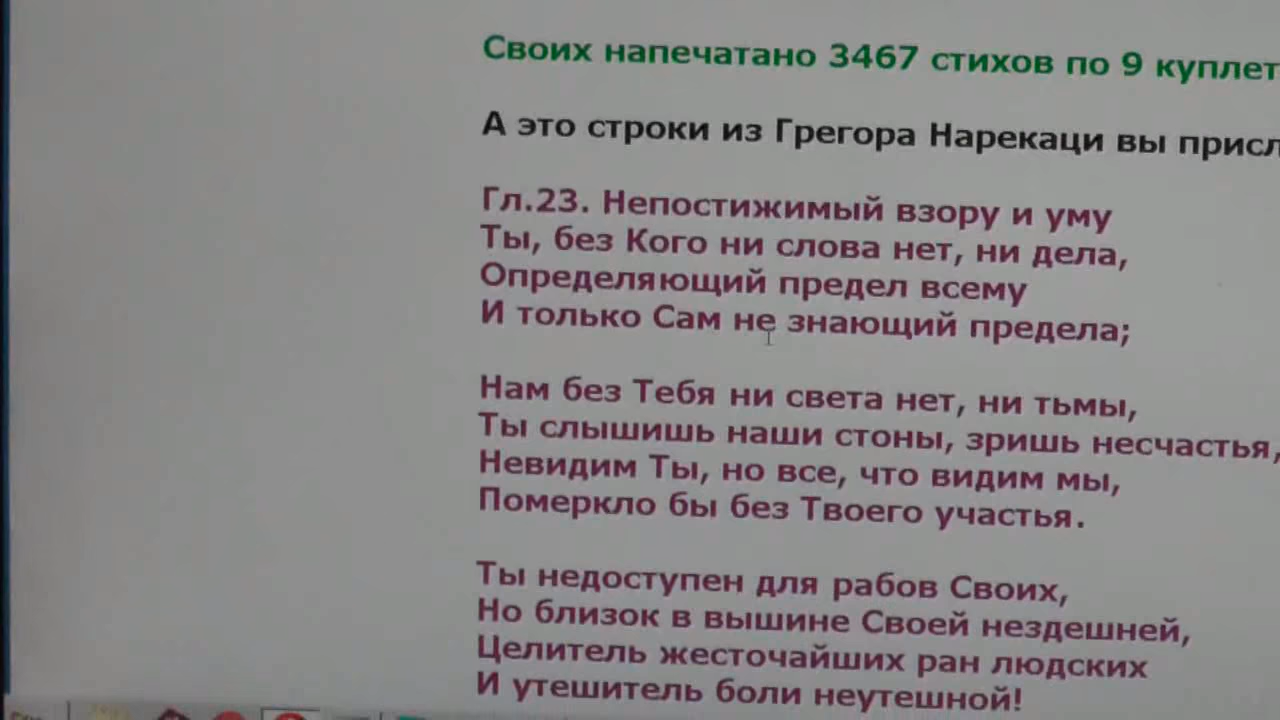 Своих напечатано 3467 стихов по 9 куплет
А это строки из Грегора Нарекаци вы присл
Гл.23. Непостижимый взору и уму
Ты, без Кого ни слова нет, ни дела,
Определяющий предел всему
И только Сам не знающий предела;
Нам без Тебя ни света нет, ни тьмы,
Ты слышишь наши стоны, зришь несчастья,
Невидим Ты, но все, что видим мы,
Померкло бы без Твоего участья.
Ты недоступен для рабов Своих,
Но близок в вышине Своей нездешней,
Целитель жесточайших ран людских
И утешитель боли неутешной!